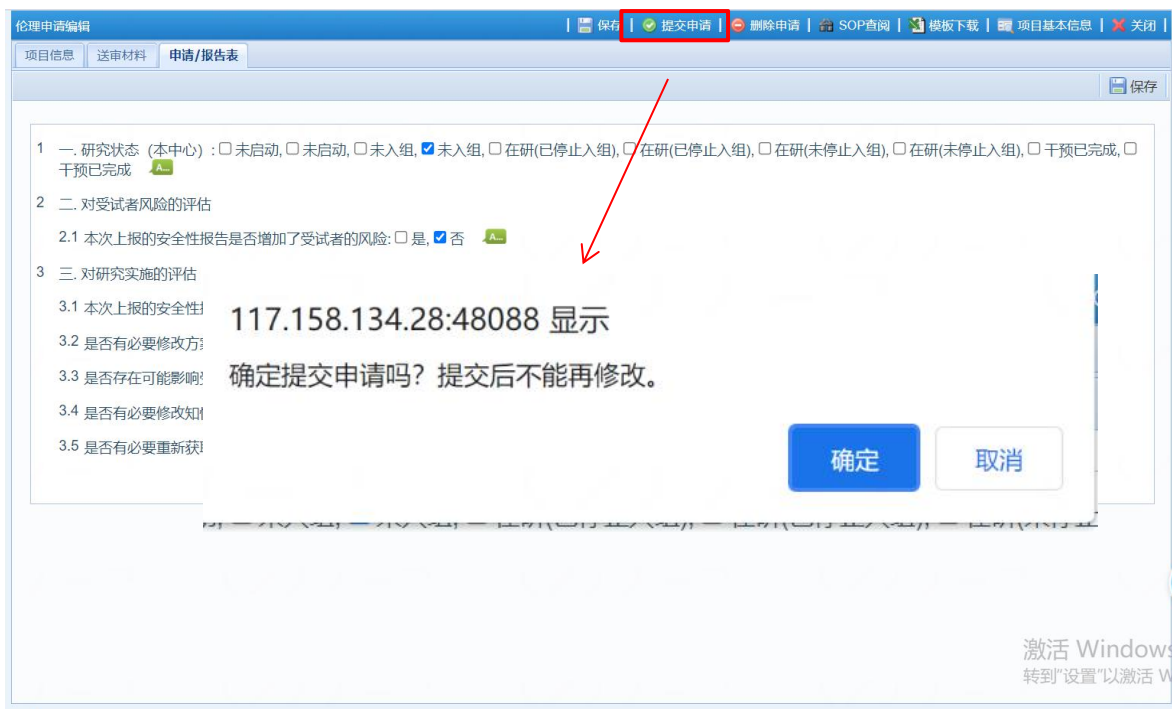 伦理申请编辑 | 保存 | 提交申请 | 删除申请 | SOP查阅 | 模板下载 | 项目基本信息 | 关闭 |
项目信息 送审材料 申请/报告表
保存
1 一. 研究状态 (本中心) : 未启动, 未启动, 未入组, 未入组, 在研(已停止入组), 在研(已停止入组), 在研(未停止入组), 在研(未停止入组), 干预已完成,
干预已完成 A...
2 二. 对受试者风险的评估
2.1 本次上报的安全性报告是否增加了受试者的风险: 是, 否 A...
3 三. 对研究实施的评估
3.1 本次上报的安全性
3.2 是否有必要修改方
3.3 是否存在可能影响
3.4 是否有必要修改知
3.5 是否有必要重新获
117.158.134.28:48088 显示
确定提交申请吗？提交后不能再修改。
确定 取消
激活 Windows
转到"设置"以激活 W